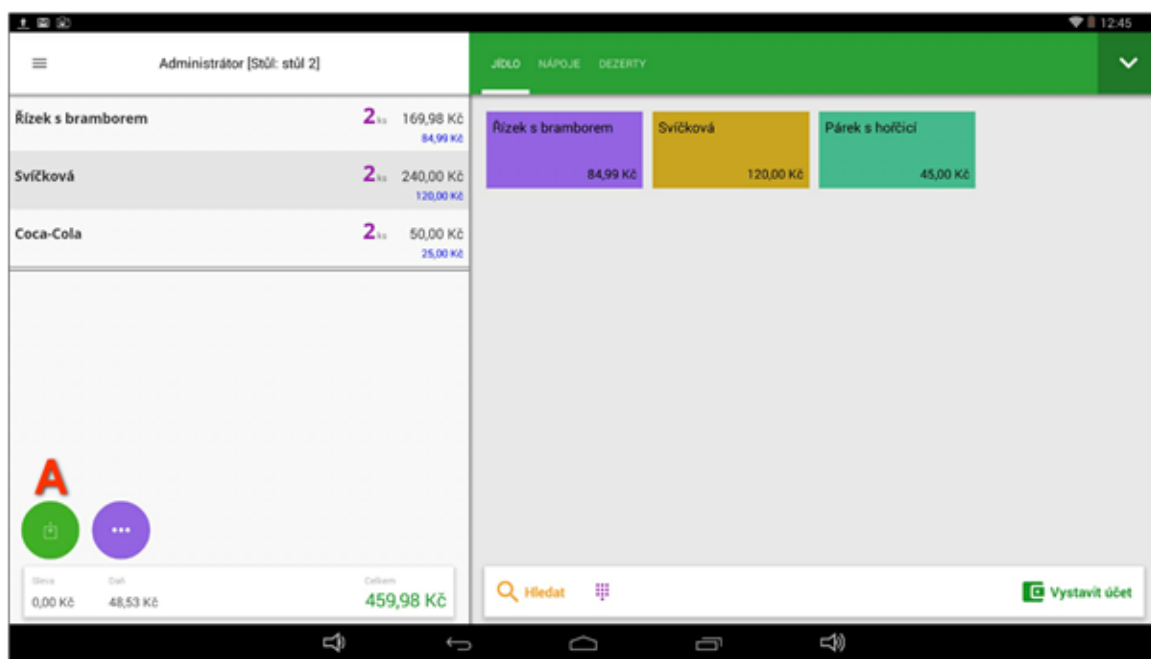 12:45
Administrátor [Stůl: stůl 2]
JÍDLO NÁPOJE DEZERTY
Řízek s bramborem 2 ks 169,98 Kč
84,99 Kč
Svíčková 2 ks 240,00 Kč
120,00 Kč
Coca-Cola 2 ks 50,00 Kč
25,00 Kč
Řízek s bramborem
84,99 Kč
Svíčková
120,00 Kč
Párek s hořčicí
45,00 Kč
A
Sleva Daň Celkem
0,00 Kč 48,53 Kč 459,98 Kč
Hledat
Vystavit účet